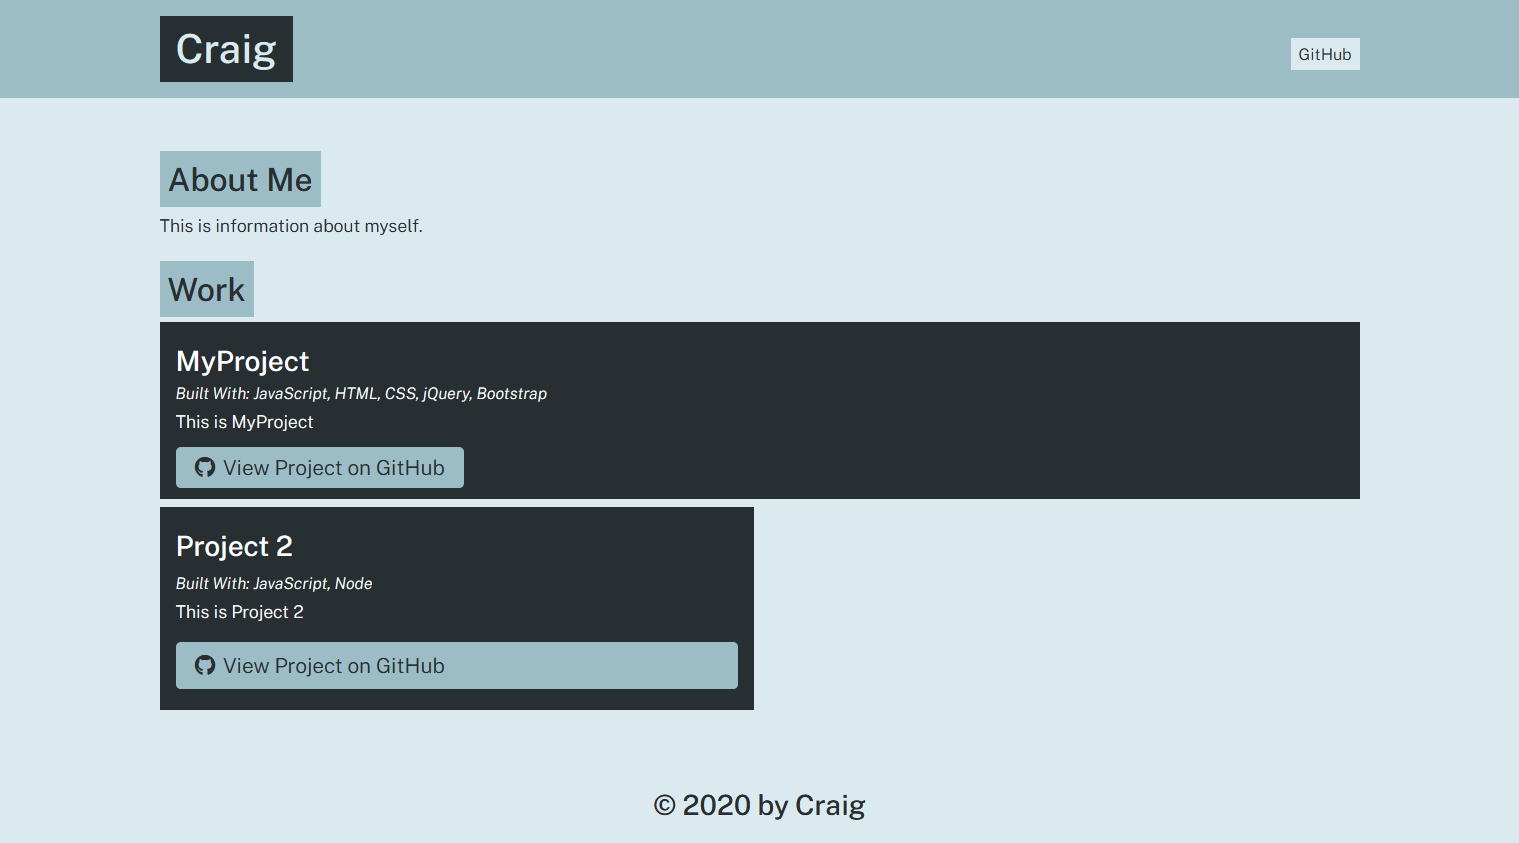 Craig
GitHub
About Me
This is information about myself.
Work
MyProject
Built With: JavaScript, HTML, CSS, jQuery, Bootstrap
This is MyProject
View Project on GitHub
Project 2
Built With: JavaScript, Node
This is Project 2
View Project on GitHub
© 2020 by Craig